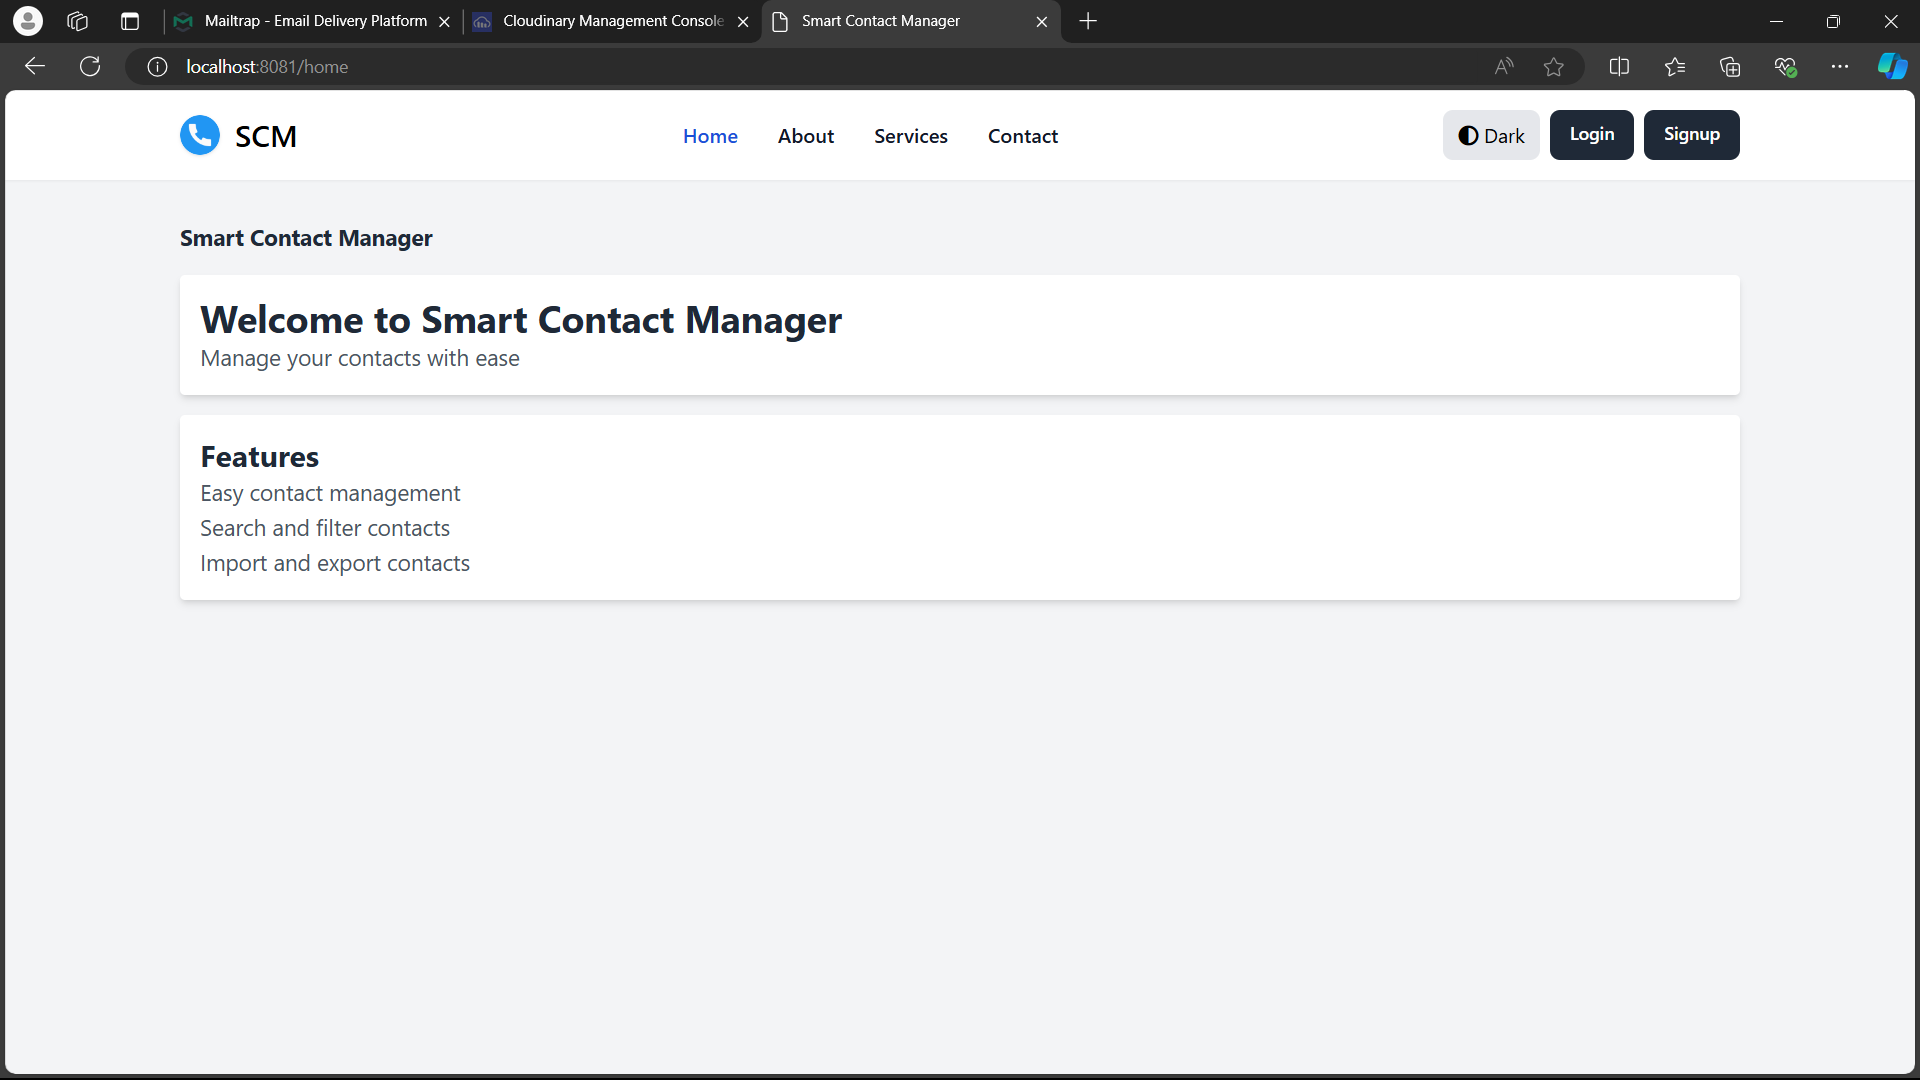 Mailtrap - Email Delivery Platform
Cloudinary Management Console
Smart Contact Manager
localhost:8081/home
SCM
Home
About
Services
Contact
Dark
Login
Signup
Smart Contact Manager
Welcome to Smart Contact Manager
Manage your contacts with ease
Features
Easy contact management
Search and filter contacts
Import and export contacts